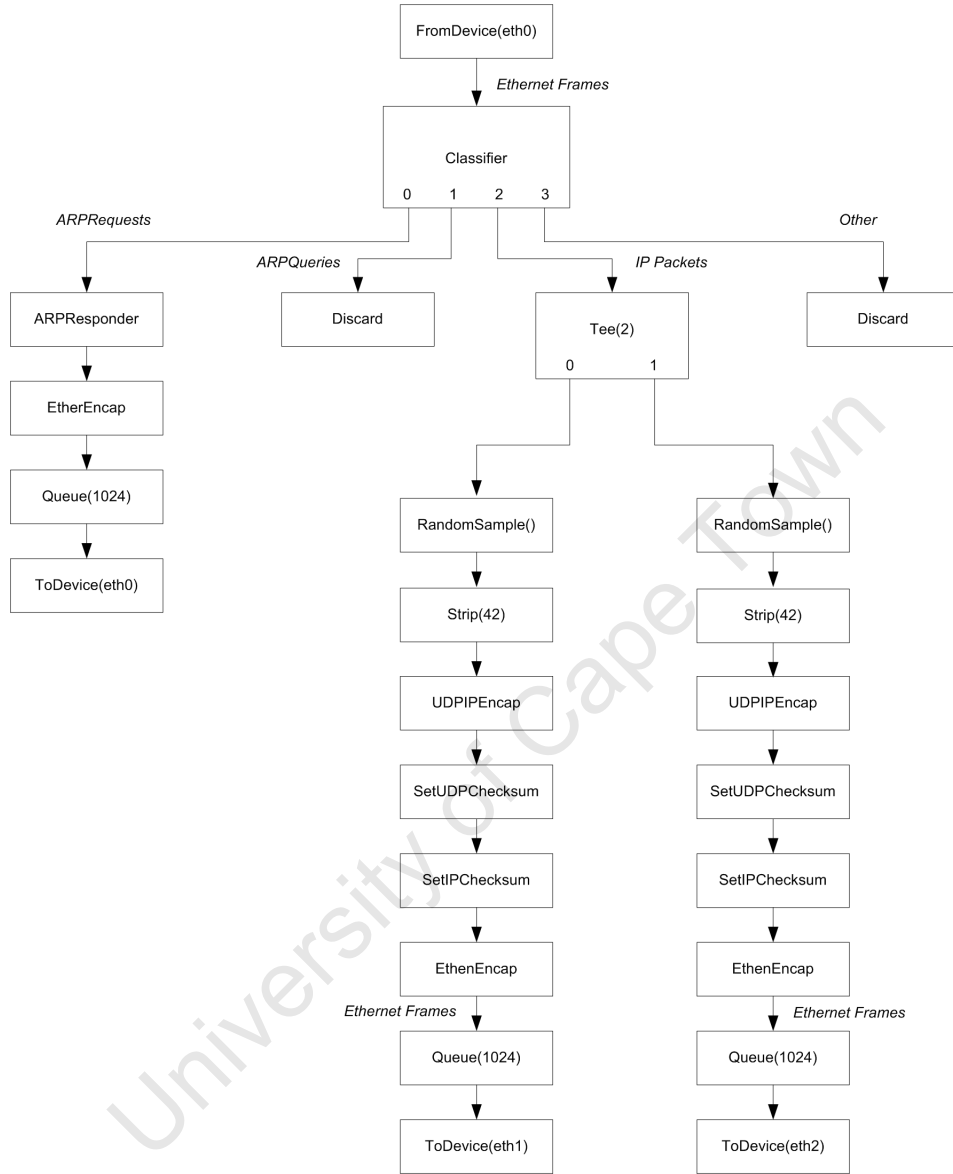 FromDevice(eth0)
Ethernet Frames
Classifier
0 1 2 3
ARPRequests
ARPQueries
IP Packets
Other
ARPResponder
Discard
Tee(2)
0 1
Discard
EtherEncap
Queue(1024)
ToDevice(eth0)
RandomSample()
Strip(42)
UDPIPEncap
SetUDPChecksum
SetIPChecksum
EthenEncap
Ethernet Frames
Queue(1024)
ToDevice(eth1)
RandomSample()
Strip(42)
UDPIPEncap
SetUDPChecksum
SetIPChecksum
EthenEncap
Ethernet Frames
Queue(1024)
ToDevice(eth2)
University of Cape Town